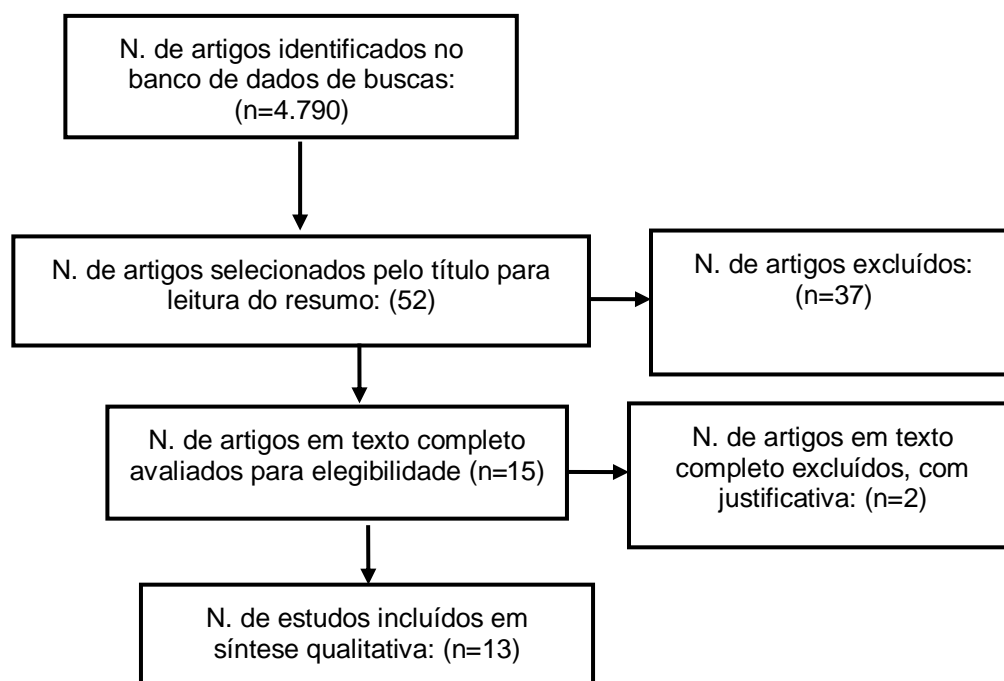 N. de artigos identificados no
banco de dados de buscas:
(n=4.790)
N. de artigos selecionados pelo título para
leitura do resumo: (52)
N. de artigos excluídos:
(n=37)
N. de artigos em texto completo
avaliados para elegibilidade (n=15)
N. de artigos em texto
completo excluídos, com
justificativa: (n=2)
N. de estudos incluídos em
síntese qualitativa: (n=13)